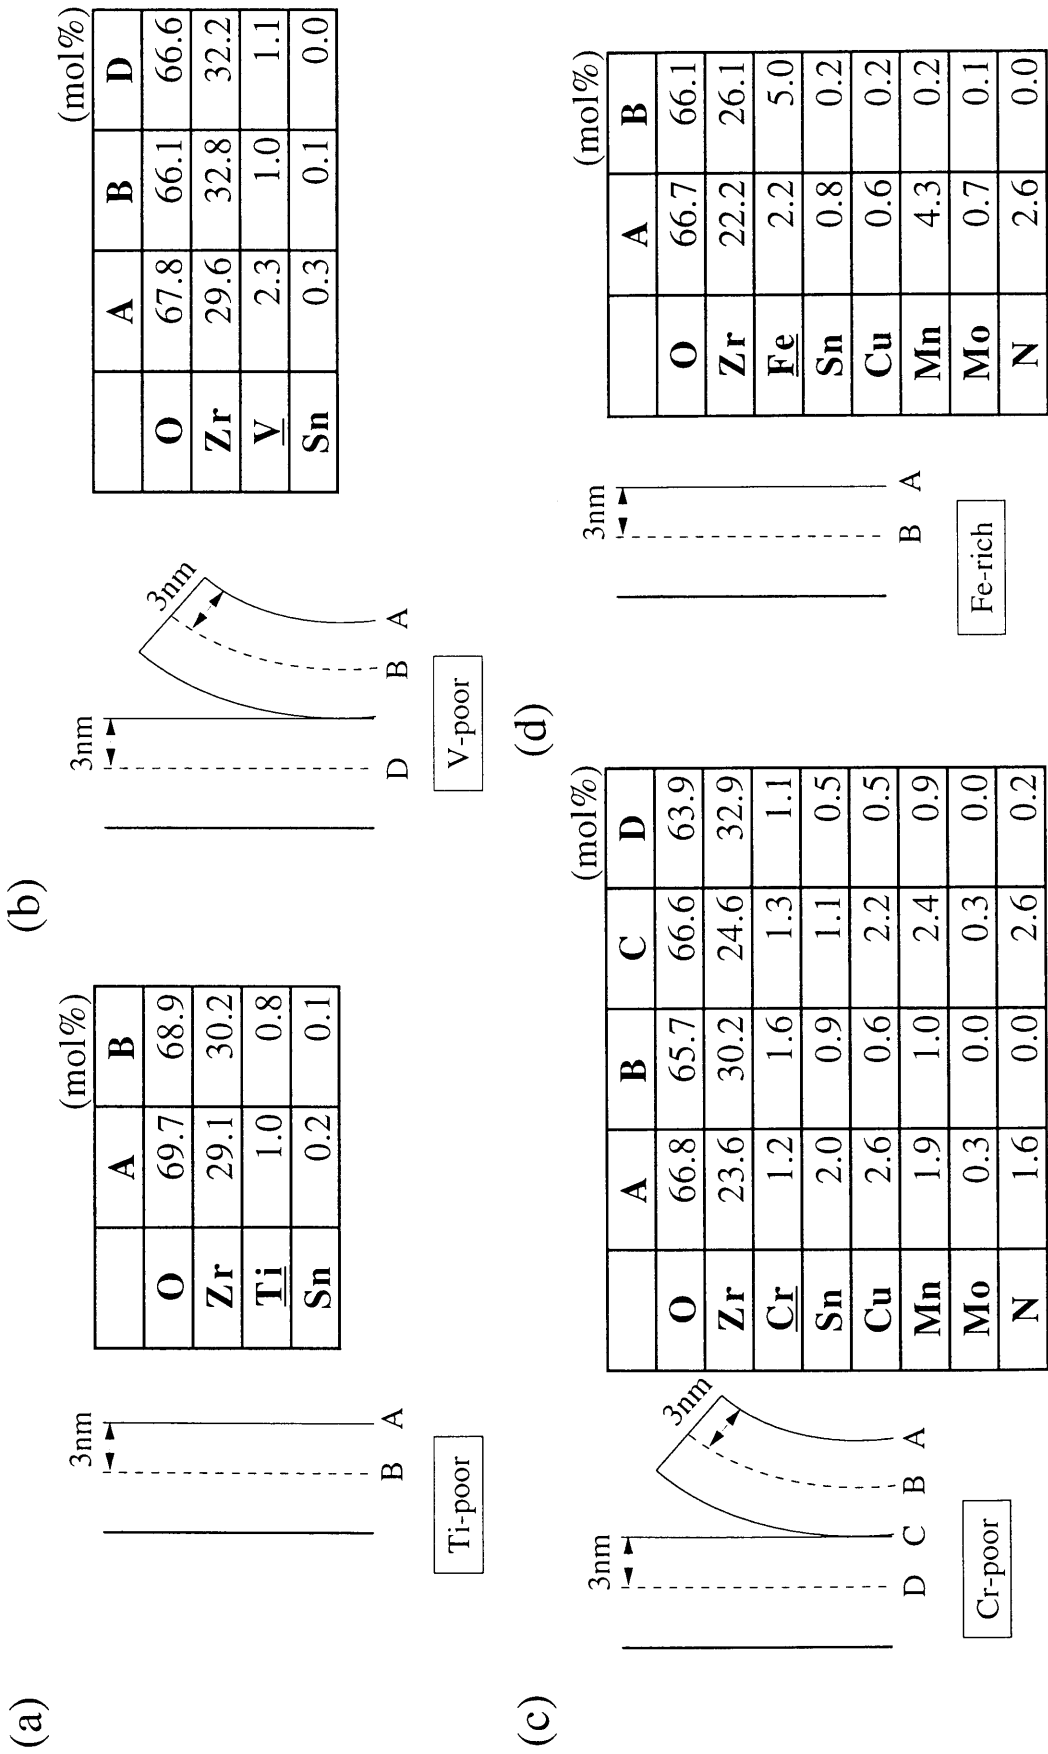 (a)
3nm
B A
Ti-poor
(mol%)
A B
O 69.7 68.9
Zr 29.1 30.2
Ti 1.0 0.8
Sn 0.2 0.1
(b)
3nm
3nm
D B A
V-poor
(mol%)
A B D
O 67.8 66.1 66.6
Zr 29.6 32.8 32.2
V 2.3 1.0 1.1
Sn 0.3 0.1 0.0
(c)
3nm
3nm
D C B A
Cr-poor
(mol%)
A B C D
O 66.8 65.7 66.6 63.9
Zr 23.6 30.2 24.6 32.9
Cr 1.2 1.6 1.3 1.1
Sn 2.0 0.9 1.1 0.5
Cu 2.6 0.6 2.2 0.5
Mn 1.9 1.0 2.4 0.9
Mo 0.3 0.0 0.3 0.0
N 1.6 0.0 2.6 0.2
(d)
3nm
B A
Fe-rich
(mol%)
A B
O 66.7 66.1
Zr 22.2 26.1
Fe 2.2 5.0
Sn 0.8 0.2
Cu 0.6 0.2
Mn 4.3 0.2
Mo 0.7 0.1
N 2.6 0.0